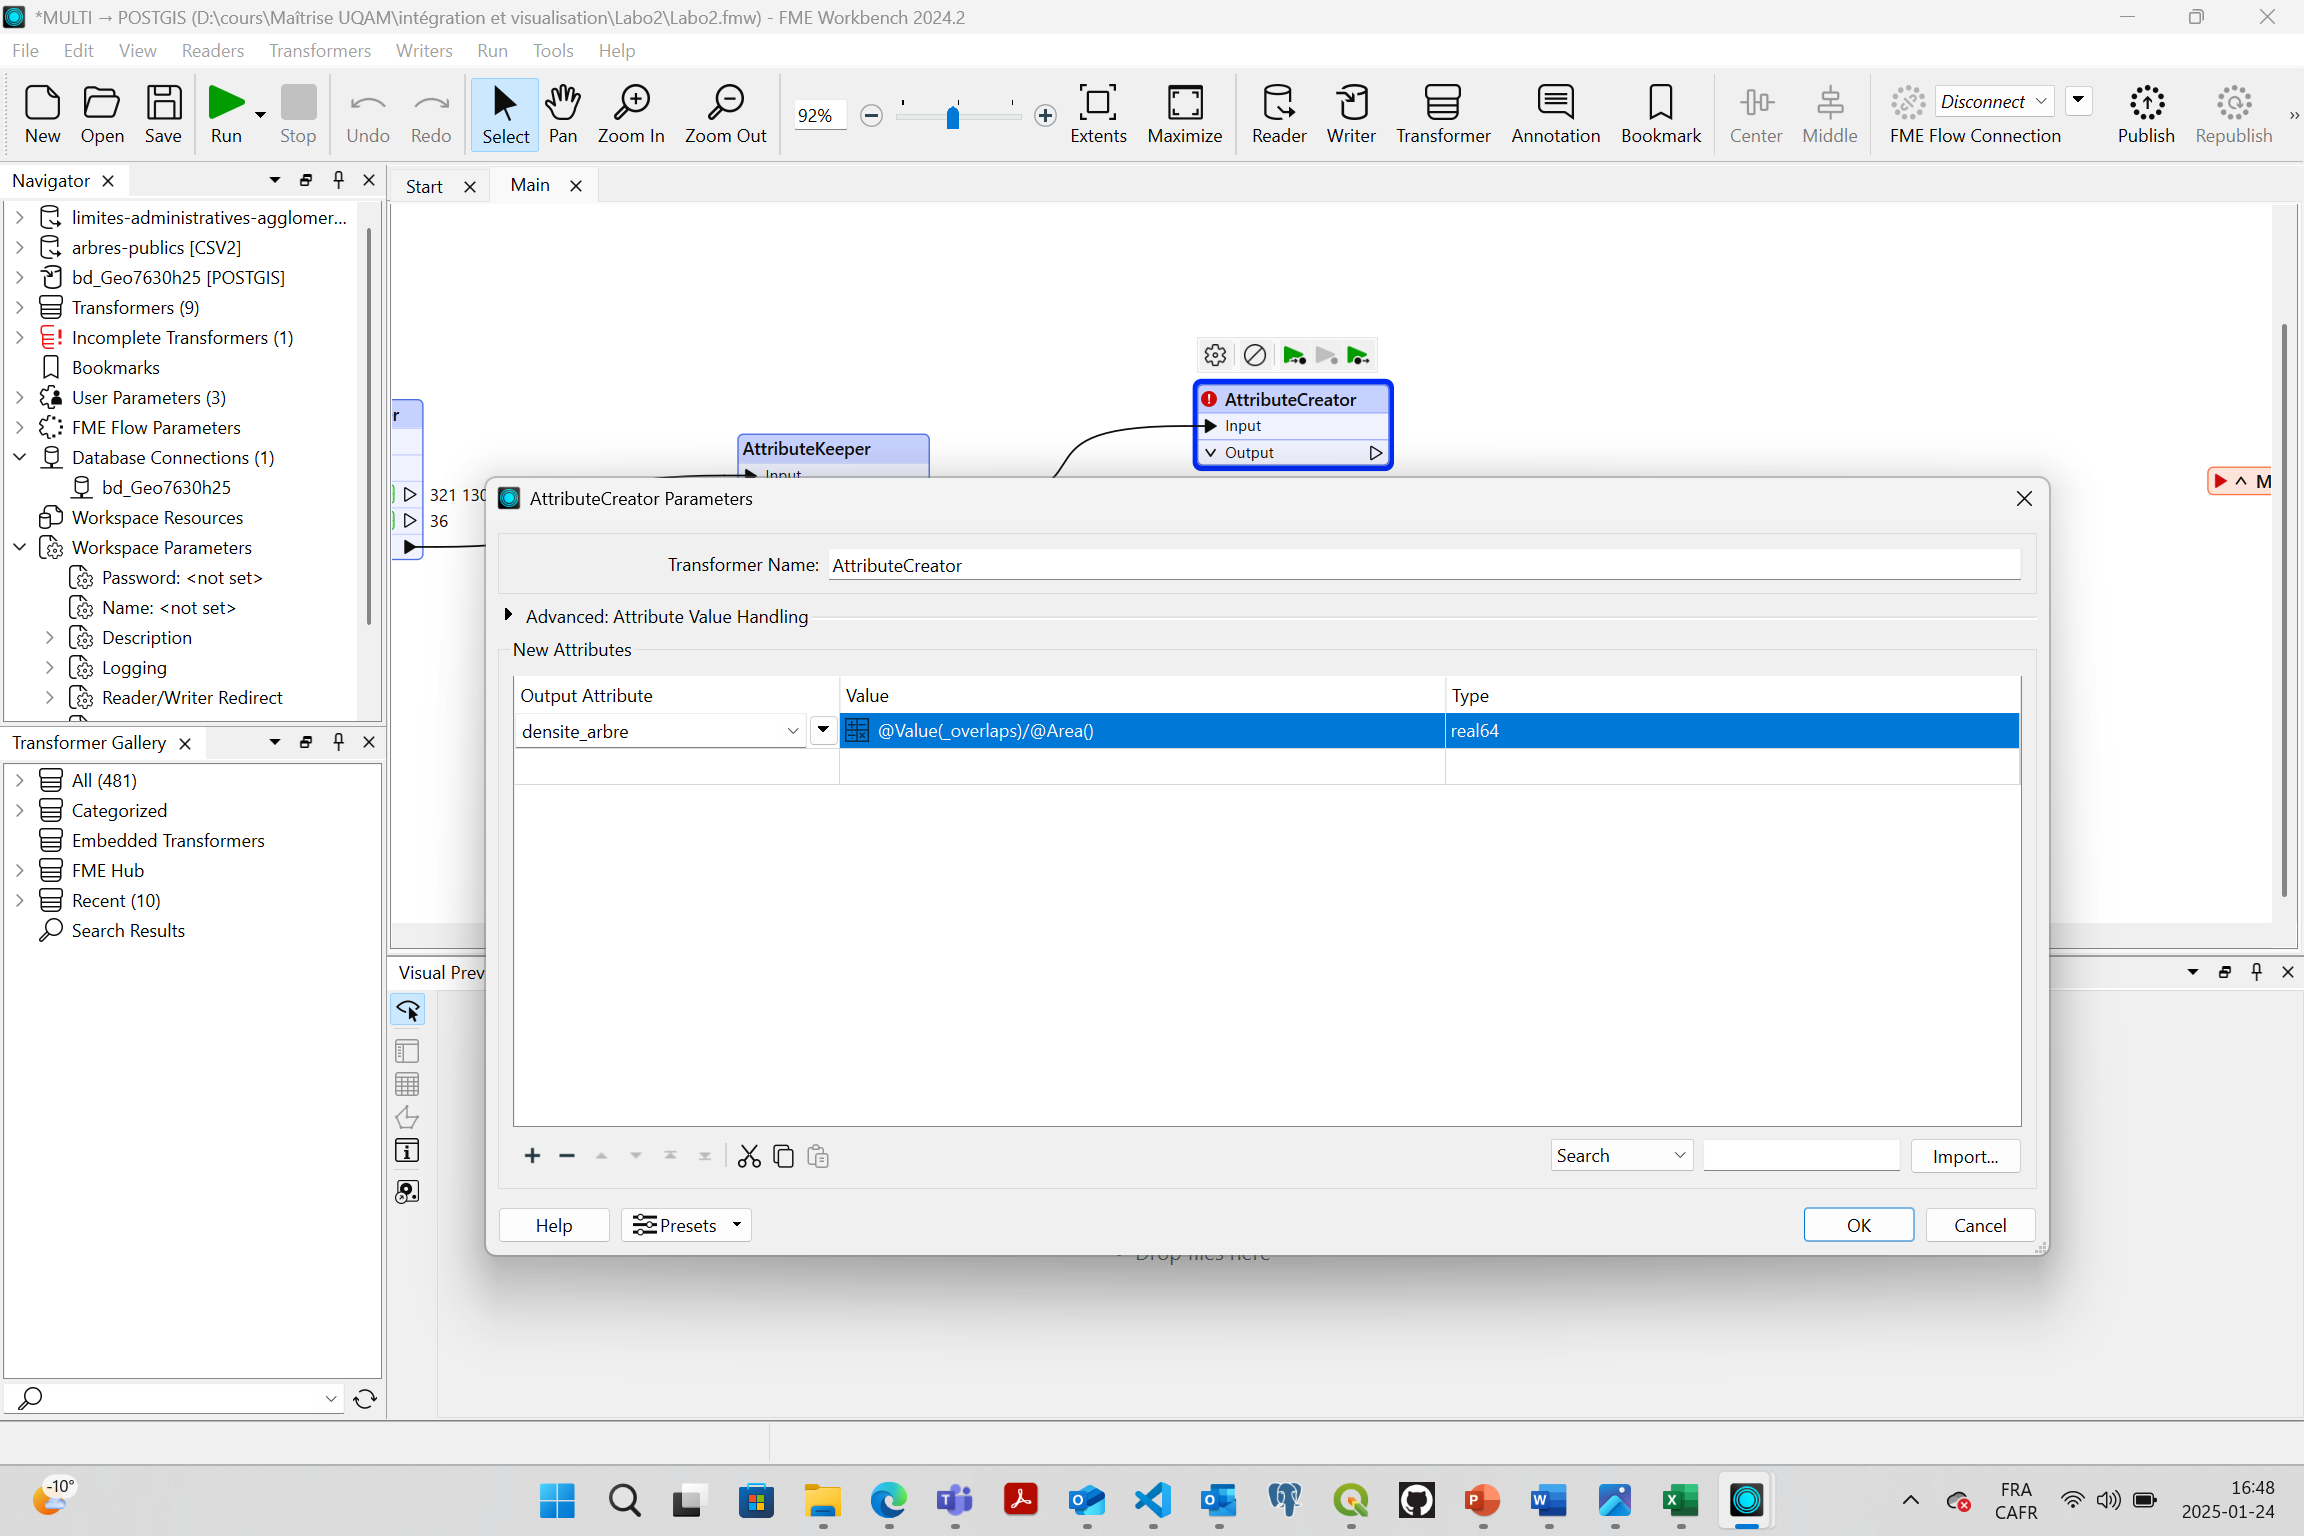 *MULTI → POSTGIS (D:\cours\Maîtrise UQAM\intégration et visualisation\Labo2\Labo2.fmw) - FME Workbench 2024.2
File Edit View Readers Transformers Writers Run Tools Help
New Open Save Run Stop Undo Redo Select Pan Zoom In Zoom Out 92% Extents Maximize Reader Writer Transformer Annotation Bookmark Center Middle Disconnect FME Flow Connection Publish Republish »
Navigator
limites-administratives-agglomer...
arbres-publics [CSV2]
bd_Geo7630h25 [POSTGIS]
Transformers (9)
Incomplete Transformers (1)
Bookmarks
User Parameters (3)
FME Flow Parameters
Database Connections (1)
bd_Geo7630h25
Workspace Resources
Workspace Parameters
Password: <not set>
Name: <not set>
Description
Logging
Reader/Writer Redirect
Start Main
r
321 130
36
AttributeKeeper
Input
AttributeCreator
Input
Output
M
Transformer Gallery
All (481)
Categorized
Embedded Transformers
FME Hub
Recent (10)
Search Results
AttributeCreator Parameters
Transformer Name: AttributeCreator
Advanced: Attribute Value Handling
New Attributes
Output Attribute Value Type
densite_arbre @Value(_overlaps)/@Area() real64
Search Import...
Help Presets OK Cancel
Visual Prev
Drop files here
-10°
FRA
CAFR
16:48
2025-01-24